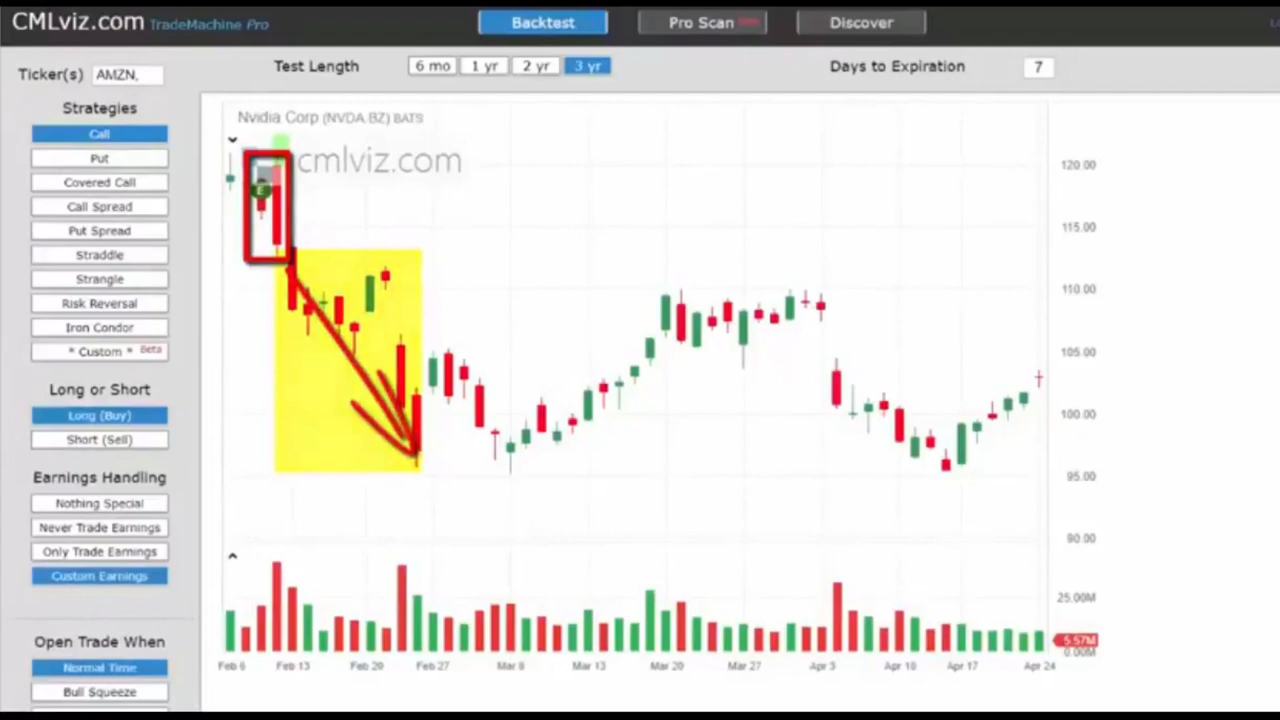 CMLviz.com TradeMachine Pro Backtest Pro Scan Discover
Ticker(s) AMZN, Test Length 6 mo 1 yr 2 yr 3 yr Days to Expiration 7
Strategies
Call
Put
Covered Call
Call Spread
Put Spread
Straddle
Strangle
Risk Reversal
Iron Condor
* Custom * Beta
Long or Short
Long (Buy)
Short (Sell)
Earnings Handling
Nothing Special
Never Trade Earnings
Only Trade Earnings
Custom Earnings
Open Trade When
Normal Time
Bull Squeeze
Nvidia Corp (NVDA.BZ) BATS
cmlviz.com
E
120.00
115.00
110.00
105.00
100.00
95.00
90.00
25.00M
5.57M
0.00M
Feb 6 Feb 13 Feb 20 Feb 27 Mar 8 Mar 13 Mar 20 Mar 27 Apr 3 Apr 10 Apr 17 Apr 24